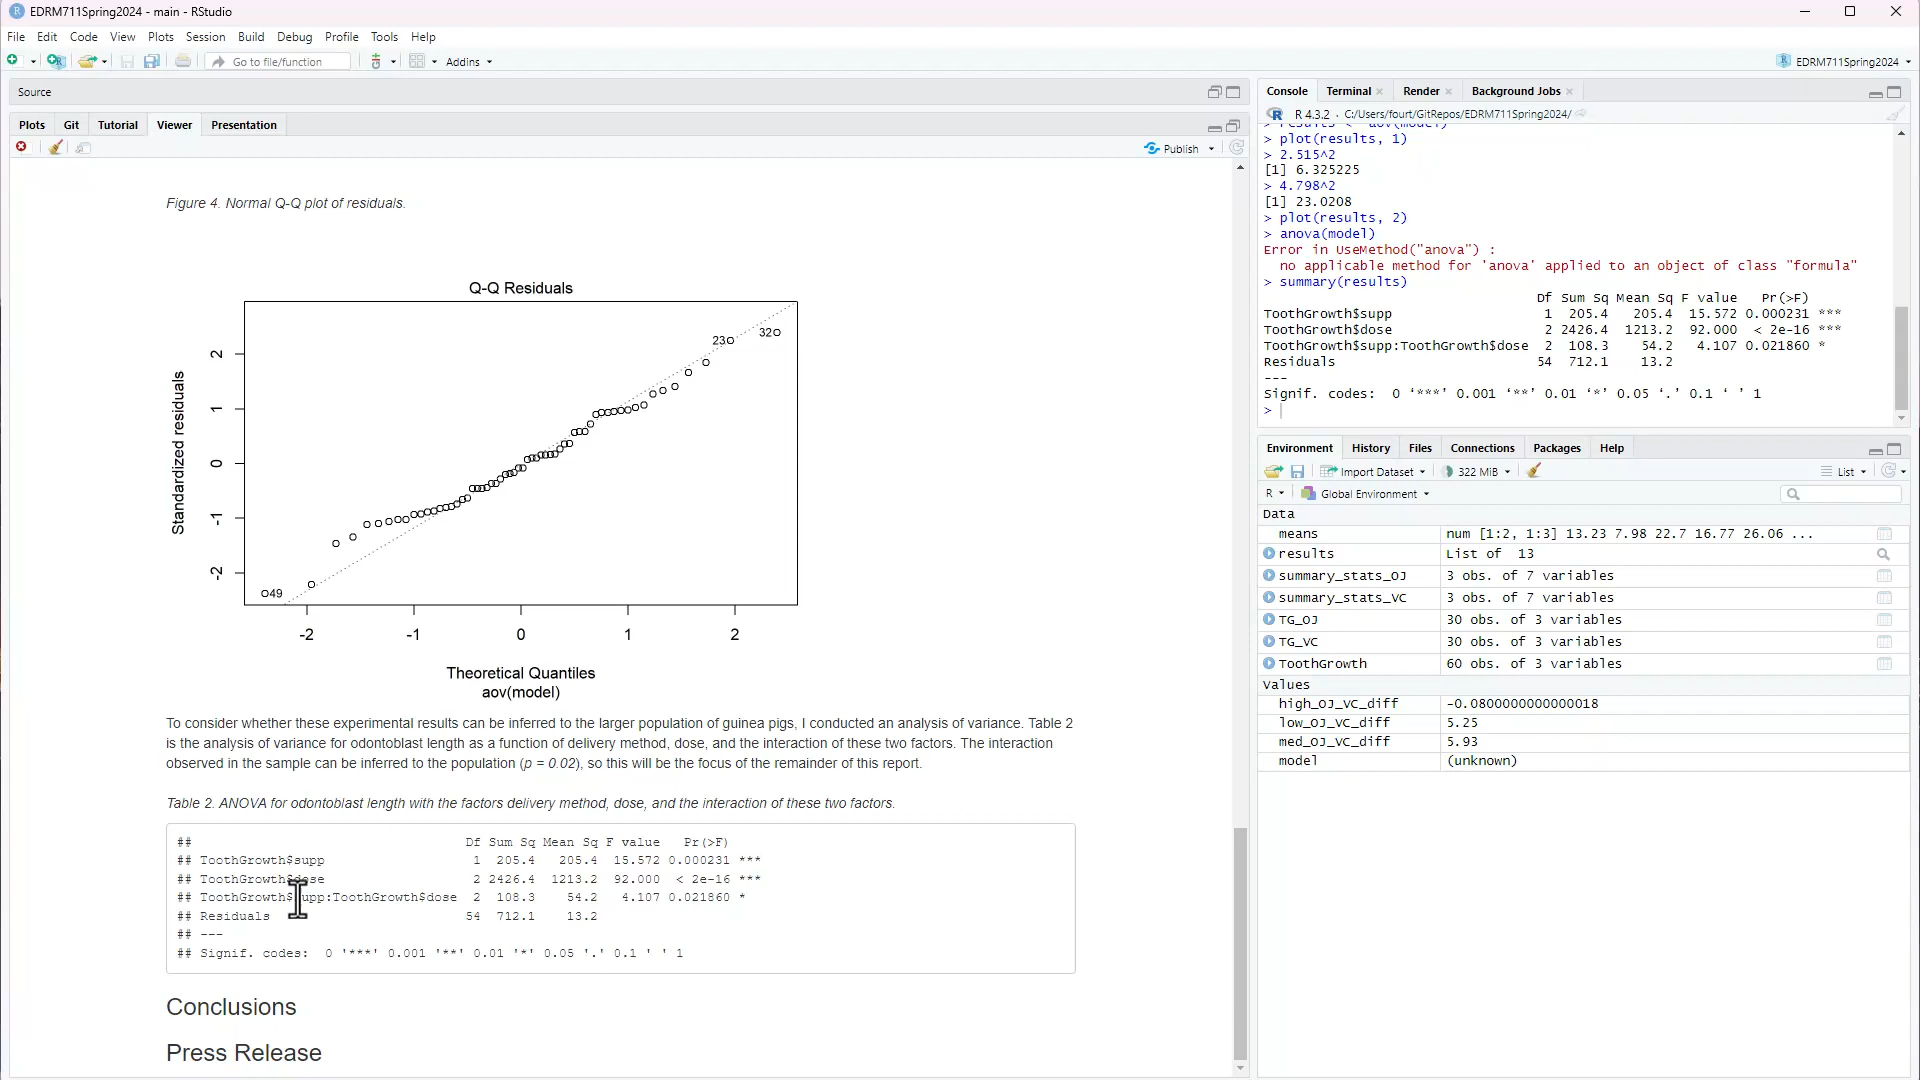 EDRM711Spring2024 - main - RStudio
File Edit Code View Plots Session Build Debug Profile Tools Help
Go to file/function Addins EDRM711Spring2024
Source
Plots Git Tutorial Viewer Presentation
Publish
Figure 4. Normal Q-Q plot of residuals.
Q-Q Residuals
Standardized residuals
2
1
0
-1
-2
23
32
49
-2 -1 0 1 2
Theoretical Quantiles
aov(model)
To consider whether these experimental results can be inferred to the larger population of guinea pigs, I conducted an analysis of variance. Table 2
is the analysis of variance for odontoblast length as a function of delivery method, dose, and the interaction of these two factors. The interaction
observed in the sample can be inferred to the population (p = 0.02), so this will be the focus of the remainder of this report.
Table 2. ANOVA for odontoblast length with the factors delivery method, dose, and the interaction of these two factors.
## Df Sum Sq Mean Sq F value Pr(>F)
## ToothGrowth$supp 1 205.4 205.4 15.572 0.000231 ***
## ToothGrowth$dose 2 2426.4 1213.2 92.000 < 2e-16 ***
## ToothGrowth$supp:ToothGrowth$dose 2 108.3 54.2 4.107 0.021860 *
## Residuals 54 712.1 13.2
## ---
## Signif. codes: 0 '***' 0.001 '**' 0.01 '*' 0.05 '.' 0.1 ' ' 1
Conclusions
Press Release
Console Terminal Render Background Jobs
R 4.3.2 · C:/Users/fourt/GitRepos/EDRM711Spring2024/
> results <- aov(model)
> plot(results, 1)
> 2.515^2
[1] 6.325225
> 4.798^2
[1] 23.0208
> plot(results, 2)
> anova(model)
Error in UseMethod("anova") :
no applicable method for 'anova' applied to an object of class "formula"
> summary(results)
Df Sum Sq Mean Sq F value Pr(>F)
ToothGrowth$supp 1 205.4 205.4 15.572 0.000231 ***
ToothGrowth$dose 2 2426.4 1213.2 92.000 < 2e-16 ***
ToothGrowth$supp:ToothGrowth$dose 2 108.3 54.2 4.107 0.021860 *
Residuals 54 712.1 13.2
---
Signif. codes: 0 ‘***’ 0.001 ‘**’ 0.01 ‘*’ 0.05 ‘.’ 0.1 ‘ ’ 1
>
Environment History Files Connections Packages Help
Import Dataset 322 MiB List
R Global Environment
Data
means num [1:2, 1:3] 13.23 7.98 22.7 16.77 26.06 ...
results List of 13
summary_stats_OJ 3 obs. of 7 variables
summary_stats_VC 3 obs. of 7 variables
TG_OJ 30 obs. of 3 variables
TG_VC 30 obs. of 3 variables
ToothGrowth 60 obs. of 3 variables
Values
high_OJ_VC_diff -0.0800000000000018
low_OJ_VC_diff 5.25
med_OJ_VC_diff 5.93
model (unknown)